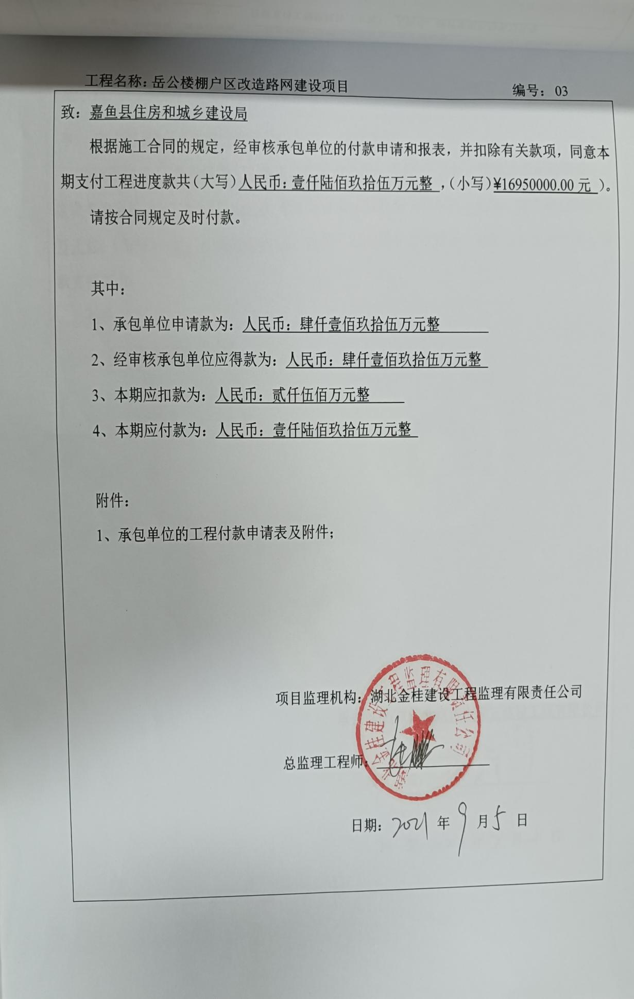 工程名称：岳公楼棚户区改造路网建设项目
编号：03
致：嘉鱼县住房和城乡建设局
根据施工合同的规定，经审核承包单位的付款申请和报表，并扣除有关款项，同意本
期支付工程进度款共（大写）人民币：壹仟陆佰玖拾伍万元整，（小写）¥16950000.00 元）。
请按合同规定及时付款。
其中：
1、承包单位申请款为：人民币：肆仟壹佰玖拾伍万元整
2、经审核承包单位应得款为：人民币：肆仟壹佰玖拾伍万元整
3、本期应扣款为：人民币：贰仟伍佰万元整
4、本期应付款为：人民币：壹仟陆佰玖拾伍万元整
附件：
1、承包单位的工程付款申请表及附件；
项目监理机构：湖北金桂建设工程监理有限责任公司
湖北金桂建设工程监理有限责任公司
总监理工程师：
日期：2021 年 9 月 5 日